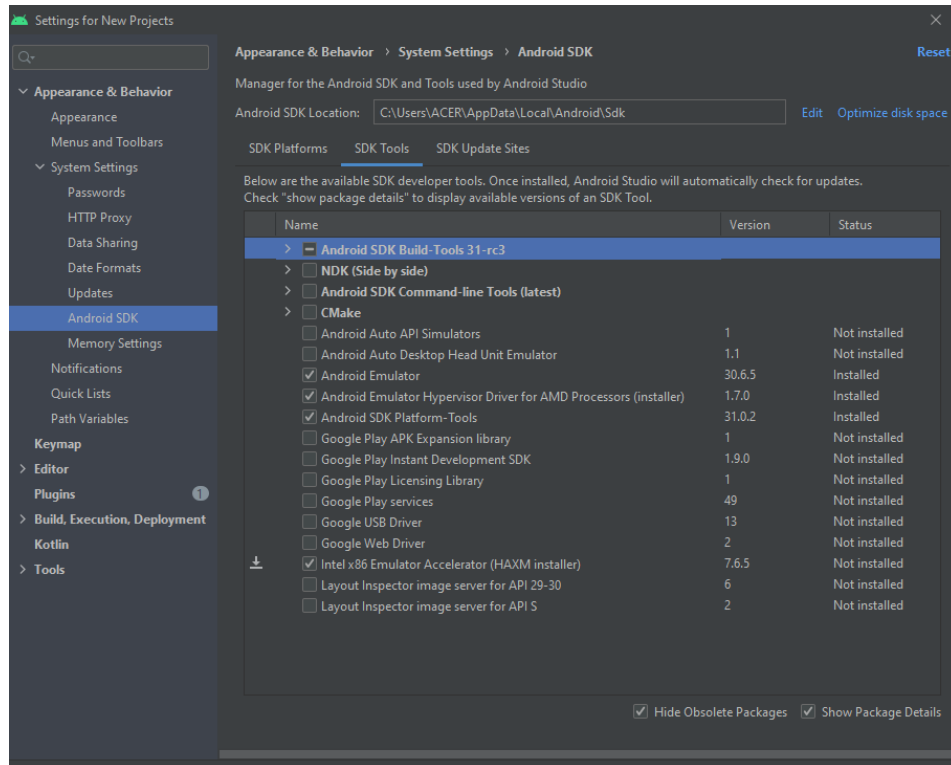 Settings for New Projects
Appearance & Behavior › System Settings › Android SDK Reset
Manager for the Android SDK and Tools used by Android Studio
Android SDK Location: C:\Users\ACER\AppData\Local\Android\Sdk Edit Optimize disk space
Appearance & Behavior
Appearance
Menus and Toolbars
System Settings
Passwords
HTTP Proxy
Data Sharing
Date Formats
Updates
Android SDK
Memory Settings
Notifications
Quick Lists
Path Variables
Keymap
Editor
Plugins 1
Build, Execution, Deployment
Kotlin
Tools
SDK Platforms SDK Tools SDK Update Sites
Below are the available SDK developer tools. Once installed, Android Studio will automatically check for updates.
Check "show package details" to display available versions of an SDK Tool.
Name Version Status
Android SDK Build-Tools 31-rc3
NDK (Side by side)
Android SDK Command-line Tools (latest)
CMake
Android Auto API Simulators 1 Not installed
Android Auto Desktop Head Unit Emulator 1.1 Not installed
Android Emulator 30.6.5 Installed
Android Emulator Hypervisor Driver for AMD Processors (installer) 1.7.0 Installed
Android SDK Platform-Tools 31.0.2 Installed
Google Play APK Expansion library 1 Not installed
Google Play Instant Development SDK 1.9.0 Not installed
Google Play Licensing Library 1 Not installed
Google Play services 49 Not installed
Google USB Driver 13 Not installed
Google Web Driver 2 Not installed
Intel x86 Emulator Accelerator (HAXM installer) 7.6.5 Not installed
Layout Inspector image server for API 29-30 6 Not installed
Layout Inspector image server for API S 2 Not installed
Hide Obsolete Packages Show Package Details